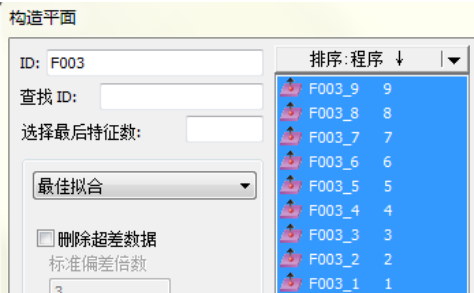 构造平面
ID: F003
查找 ID:
选择最后特征数:
最佳拟合
删除超差数据
标准偏差倍数
3
排序:程序 ↓
F003_9 9
F003_8 8
F003_7 7
F003_6 6
F003_5 5
F003_4 4
F003_3 3
F003_2 2
F003_1 1